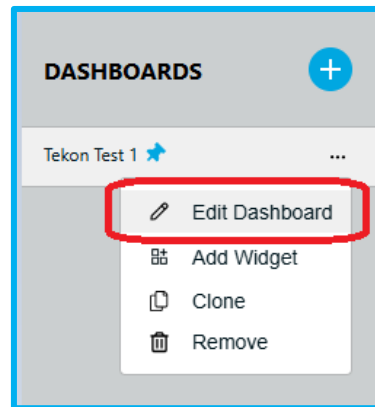 DASHBOARDS
Tekon Test 1
Edit Dashboard
Add Widget
Clone
Remove